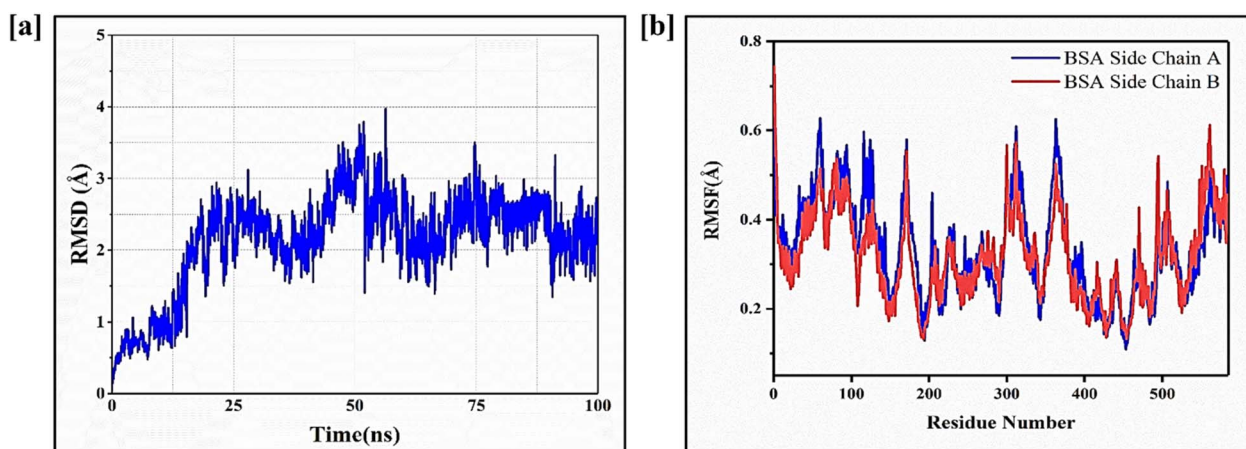 [a]
5
4
3
2
1
0
RMSD (Å)
0 25 50 75 100
Time(ns)
[b]
0.8
0.6
0.4
0.2
RMSF(Å)
BSA Side Chain A
BSA Side Chain B
0 100 200 300 400 500
Residue Number